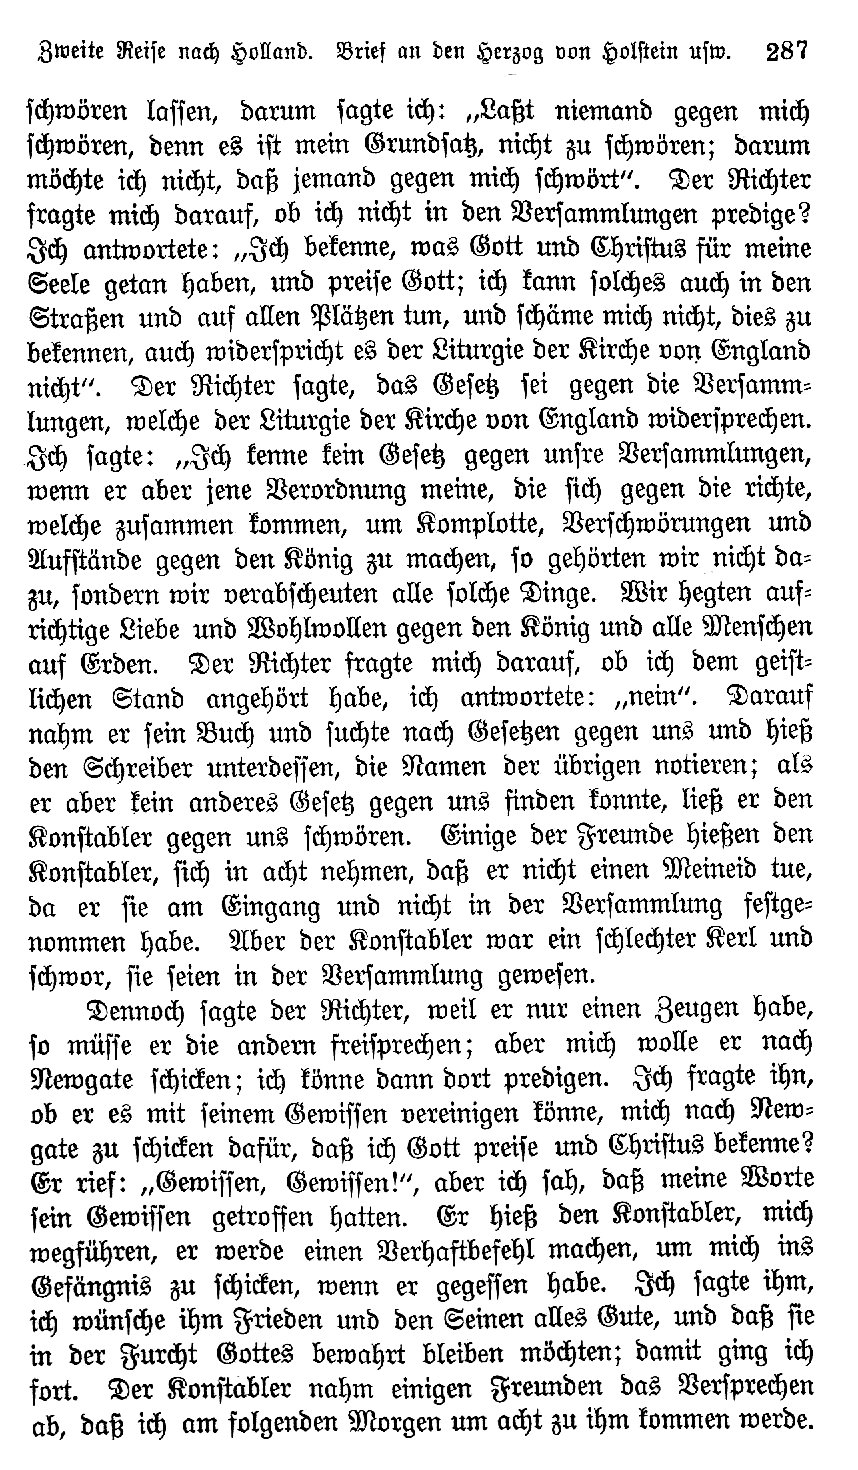 Zweite Reise nach Holland. Brief an den Herzog von Holstein usw. 287
schwören lassen, darum sagte ich: „Laßt niemand gegen mich
schwören, denn es ist mein Grundsatz, nicht zu schwören; darum
möchte ich nicht, daß jemand gegen mich schwört“. Der Richter
fragte mich darauf, ob ich nicht in den Versammlungen predige?
Ich antwortete: „Ich bekenne, was Gott und Christus für meine
Seele getan haben, und preise Gott; ich kann solches auch in den
Straßen und auf allen Plätzen tun, und schäme mich nicht, dies zu
bekennen, auch widerspricht es der Liturgie der Kirche von England
nicht“. Der Richter sagte, das Gesetz sei gegen die Versamm-
lungen, welche der Liturgie der Kirche von England widersprechen.
Ich sagte: „Ich kenne kein Gesetz gegen unsre Versammlungen,
wenn er aber jene Verordnung meine, die sich gegen die richte,
welche zusammen kommen, um Komplotte, Verschwörungen und
Aufstände gegen den König zu machen, so gehörten wir nicht da-
zu, sondern wir verabscheuten alle solche Dinge. Wir hegten auf-
richtige Liebe und Wohlwollen gegen den König und alle Menschen
auf Erden. Der Richter fragte mich darauf, ob ich dem geist-
lichen Stand angehört habe, ich antwortete: „nein“. Darauf
nahm er sein Buch und suchte nach Gesetzen gegen uns und hieß
den Schreiber unterdessen, die Namen der übrigen notieren; als
er aber kein anderes Gesetz gegen uns finden konnte, ließ er den
Konstabler gegen uns schwören. Einige der Freunde hießen den
Konstabler, sich in acht nehmen, daß er nicht einen Meineid tue,
da er sie am Eingang und nicht in der Versammlung festge-
nommen habe. Aber der Konstabler war ein schlechter Kerl und
schwor, sie seien in der Versammlung gewesen.
Dennoch sagte der Richter, weil er nur einen Zeugen habe,
so müsse er die andern freisprechen; aber mich wolle er nach
Newgate schicken; ich könne dann dort predigen. Ich fragte ihn,
ob er es mit seinem Gewissen vereinigen könne, mich nach New-
gate zu schicken dafür, daß ich Gott preise und Christus bekenne?
Er rief: „Gewissen, Gewissen!“, aber ich sah, daß meine Worte
sein Gewissen getroffen hatten. Er hieß den Konstabler, mich
wegführen, er werde einen Verhaftbefehl machen, um mich ins
Gefängnis zu schicken, wenn er gegessen habe. Ich sagte ihm,
ich wünsche ihm Frieden und den Seinen alles Gute, und daß sie
in der Furcht Gottes bewahrt bleiben möchten; damit ging ich
fort. Der Konstabler nahm einigen Freunden das Versprechen
ab, daß ich am folgenden Morgen um acht zu ihm kommen werde.